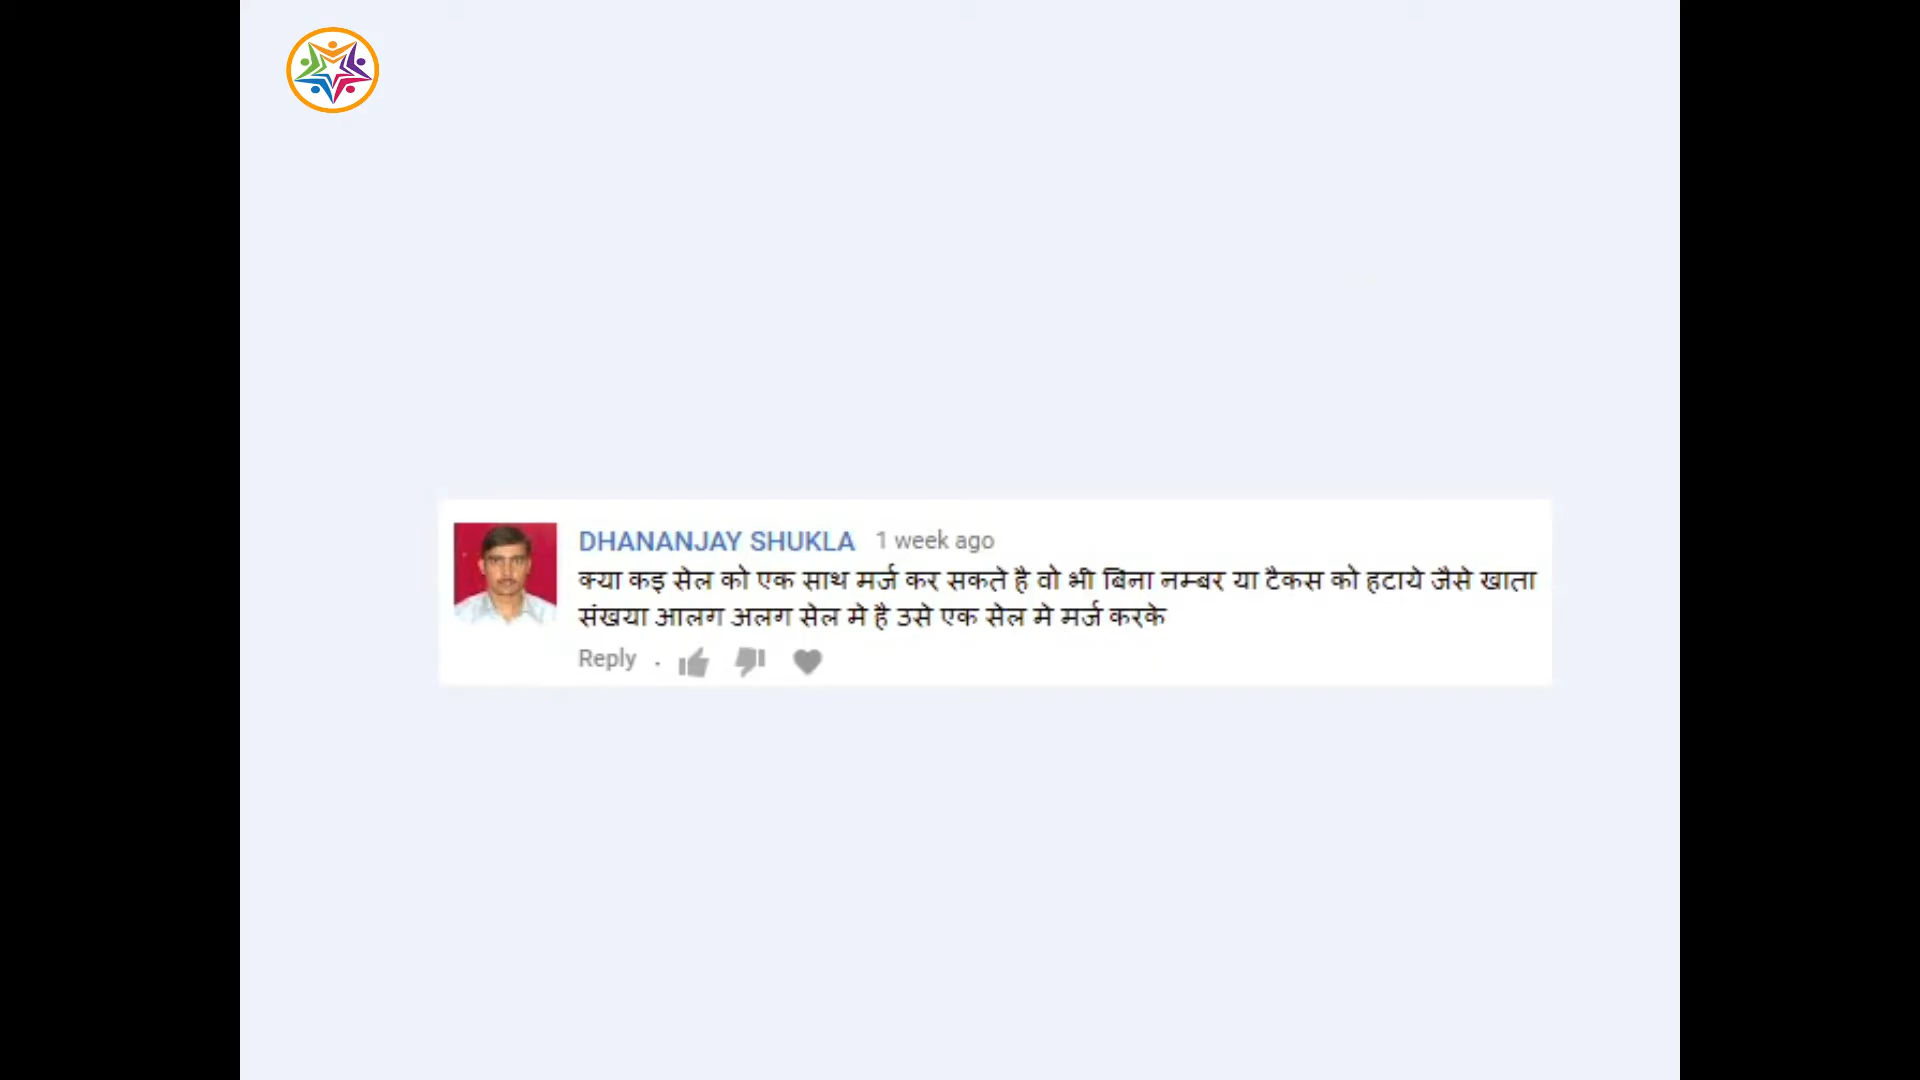 DHANANJAY SHUKLA 1 week ago
क्या कइ सेल को एक साथ मर्ज कर सकते है वो भी बिना नम्बर या टैकस को हटाये जैसे खाता
संखया आलग अलग सेल मे है उसे एक सेल मे मर्ज करके
Reply .